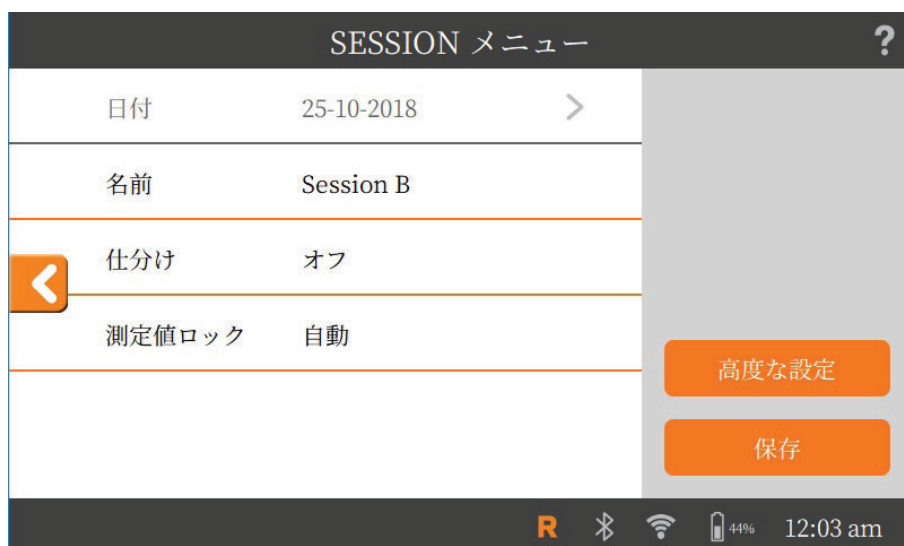 SESSION メニュー ?
日付 25-10-2018
名前 Session B
仕分け オフ
測定値ロック 自動
高度な設定
保存
R 44% 12:03 am